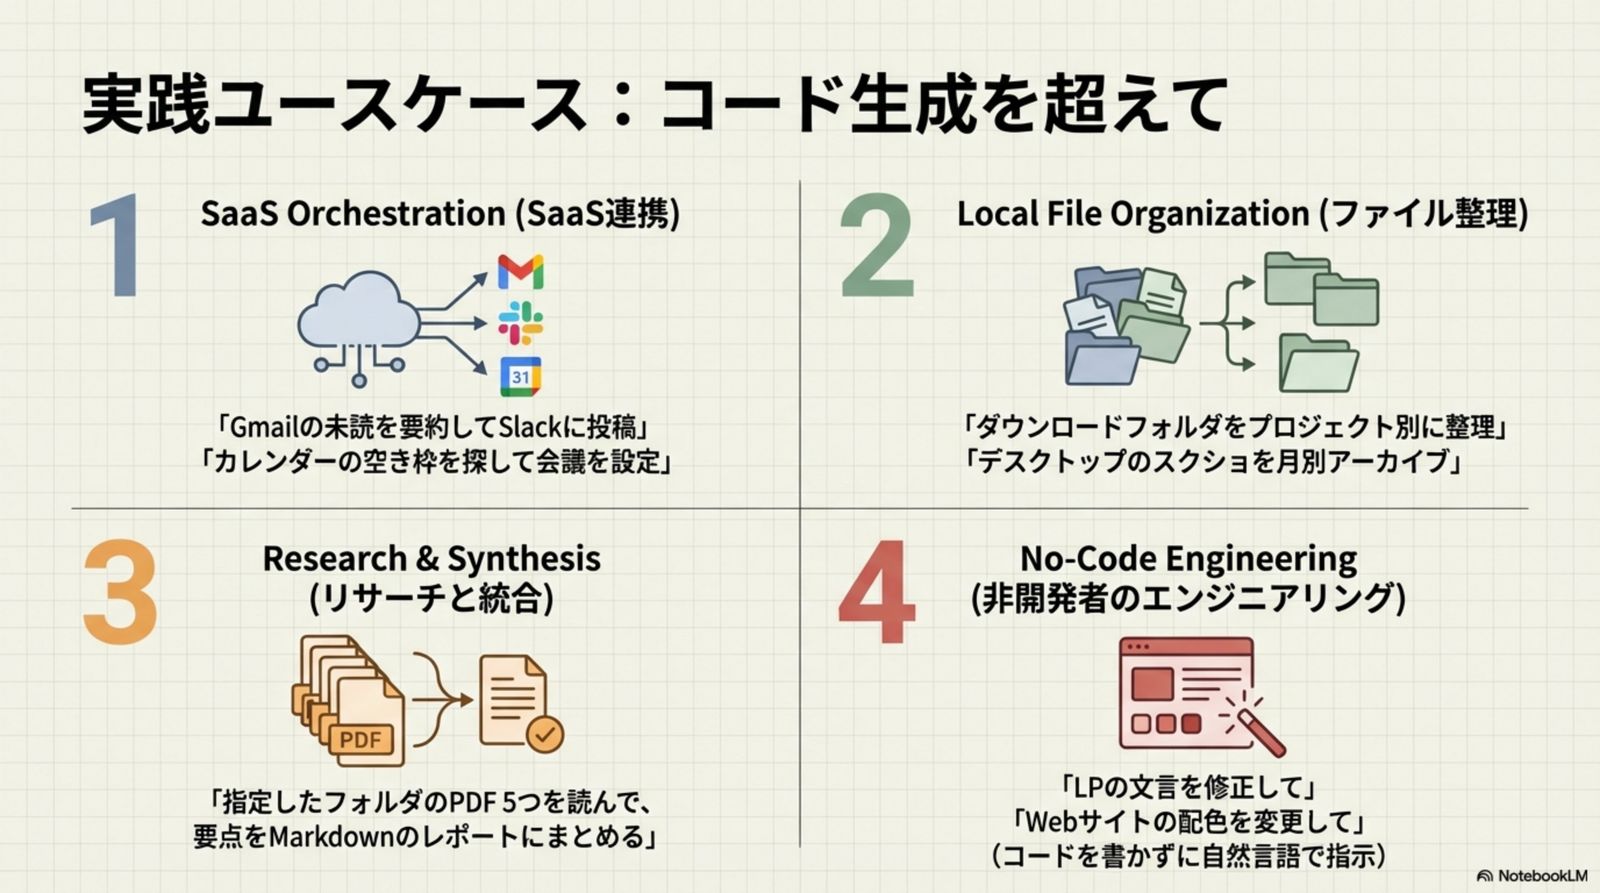 実践ユースケース：コード生成を超えて
1
SaaS Orchestration (SaaS連携)
31
「Gmailの未読を要約してSlackに投稿」
「カレンダーの空き枠を探して会議を設定」
2
Local File Organization (ファイル整理)
「ダウンロードフォルダをプロジェクト別に整理」
「デスクトップのスクショを月別アーカイブ」
3
Research & Synthesis
(リサーチと統合)
PDF
「指定したフォルダのPDF 5つを読んで、
要点をMarkdownのレポートにまとめる」
4
No-Code Engineering
(非開発者のエンジニアリング)
「LPの文言を修正して」
「Webサイトの配色を変更して」
（コードを書かずに自然言語で指示）
NotebookLM